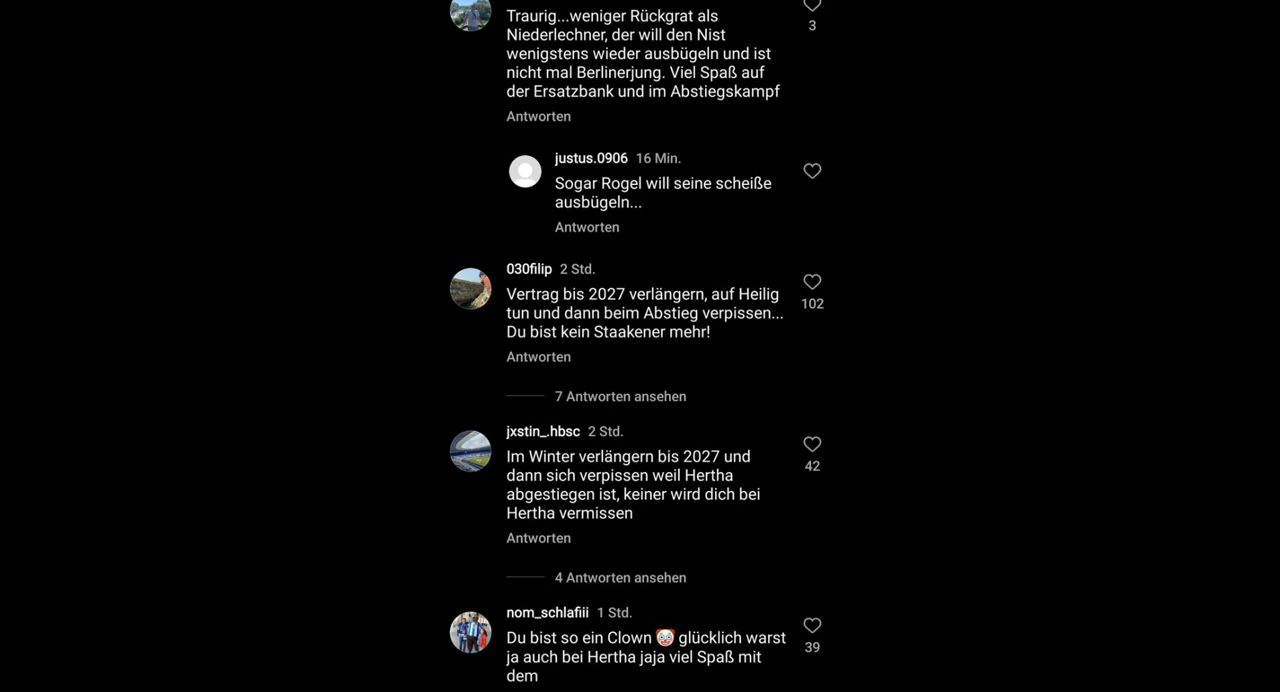 Traurig...weniger Rückgrat als
3
Niederlechner, der will den Nist
wenigstens wieder ausbügeln und ist
nicht mal Berlinerjung. Viel Spaß auf
der Ersatzbank und im Abstiegskampf
Antworten
justus.0906 16 Min.
Sogar Rogel will seine scheiße
ausbügeln...
Antworten
030filip 2 Std.
Vertrag bis 2027 verlängern, auf Heilig
102
tun und dann beim Abstieg verpissen...
Du bist kein Staakener mehr!
Antworten
7 Antworten ansehen
jxstin_.hbsc 2 Std.
Im Winter verlängern bis 2027 und
42
dann sich verpissen weil Hertha
abgestiegen ist, keiner wird dich bei
Hertha vermissen
Antworten
4 Antworten ansehen
nom_schlafiii 1 Std.
Du bist so ein Clown 🤡 glücklich warst
39
ja auch bei Hertha jaja viel Spaß mit
dem